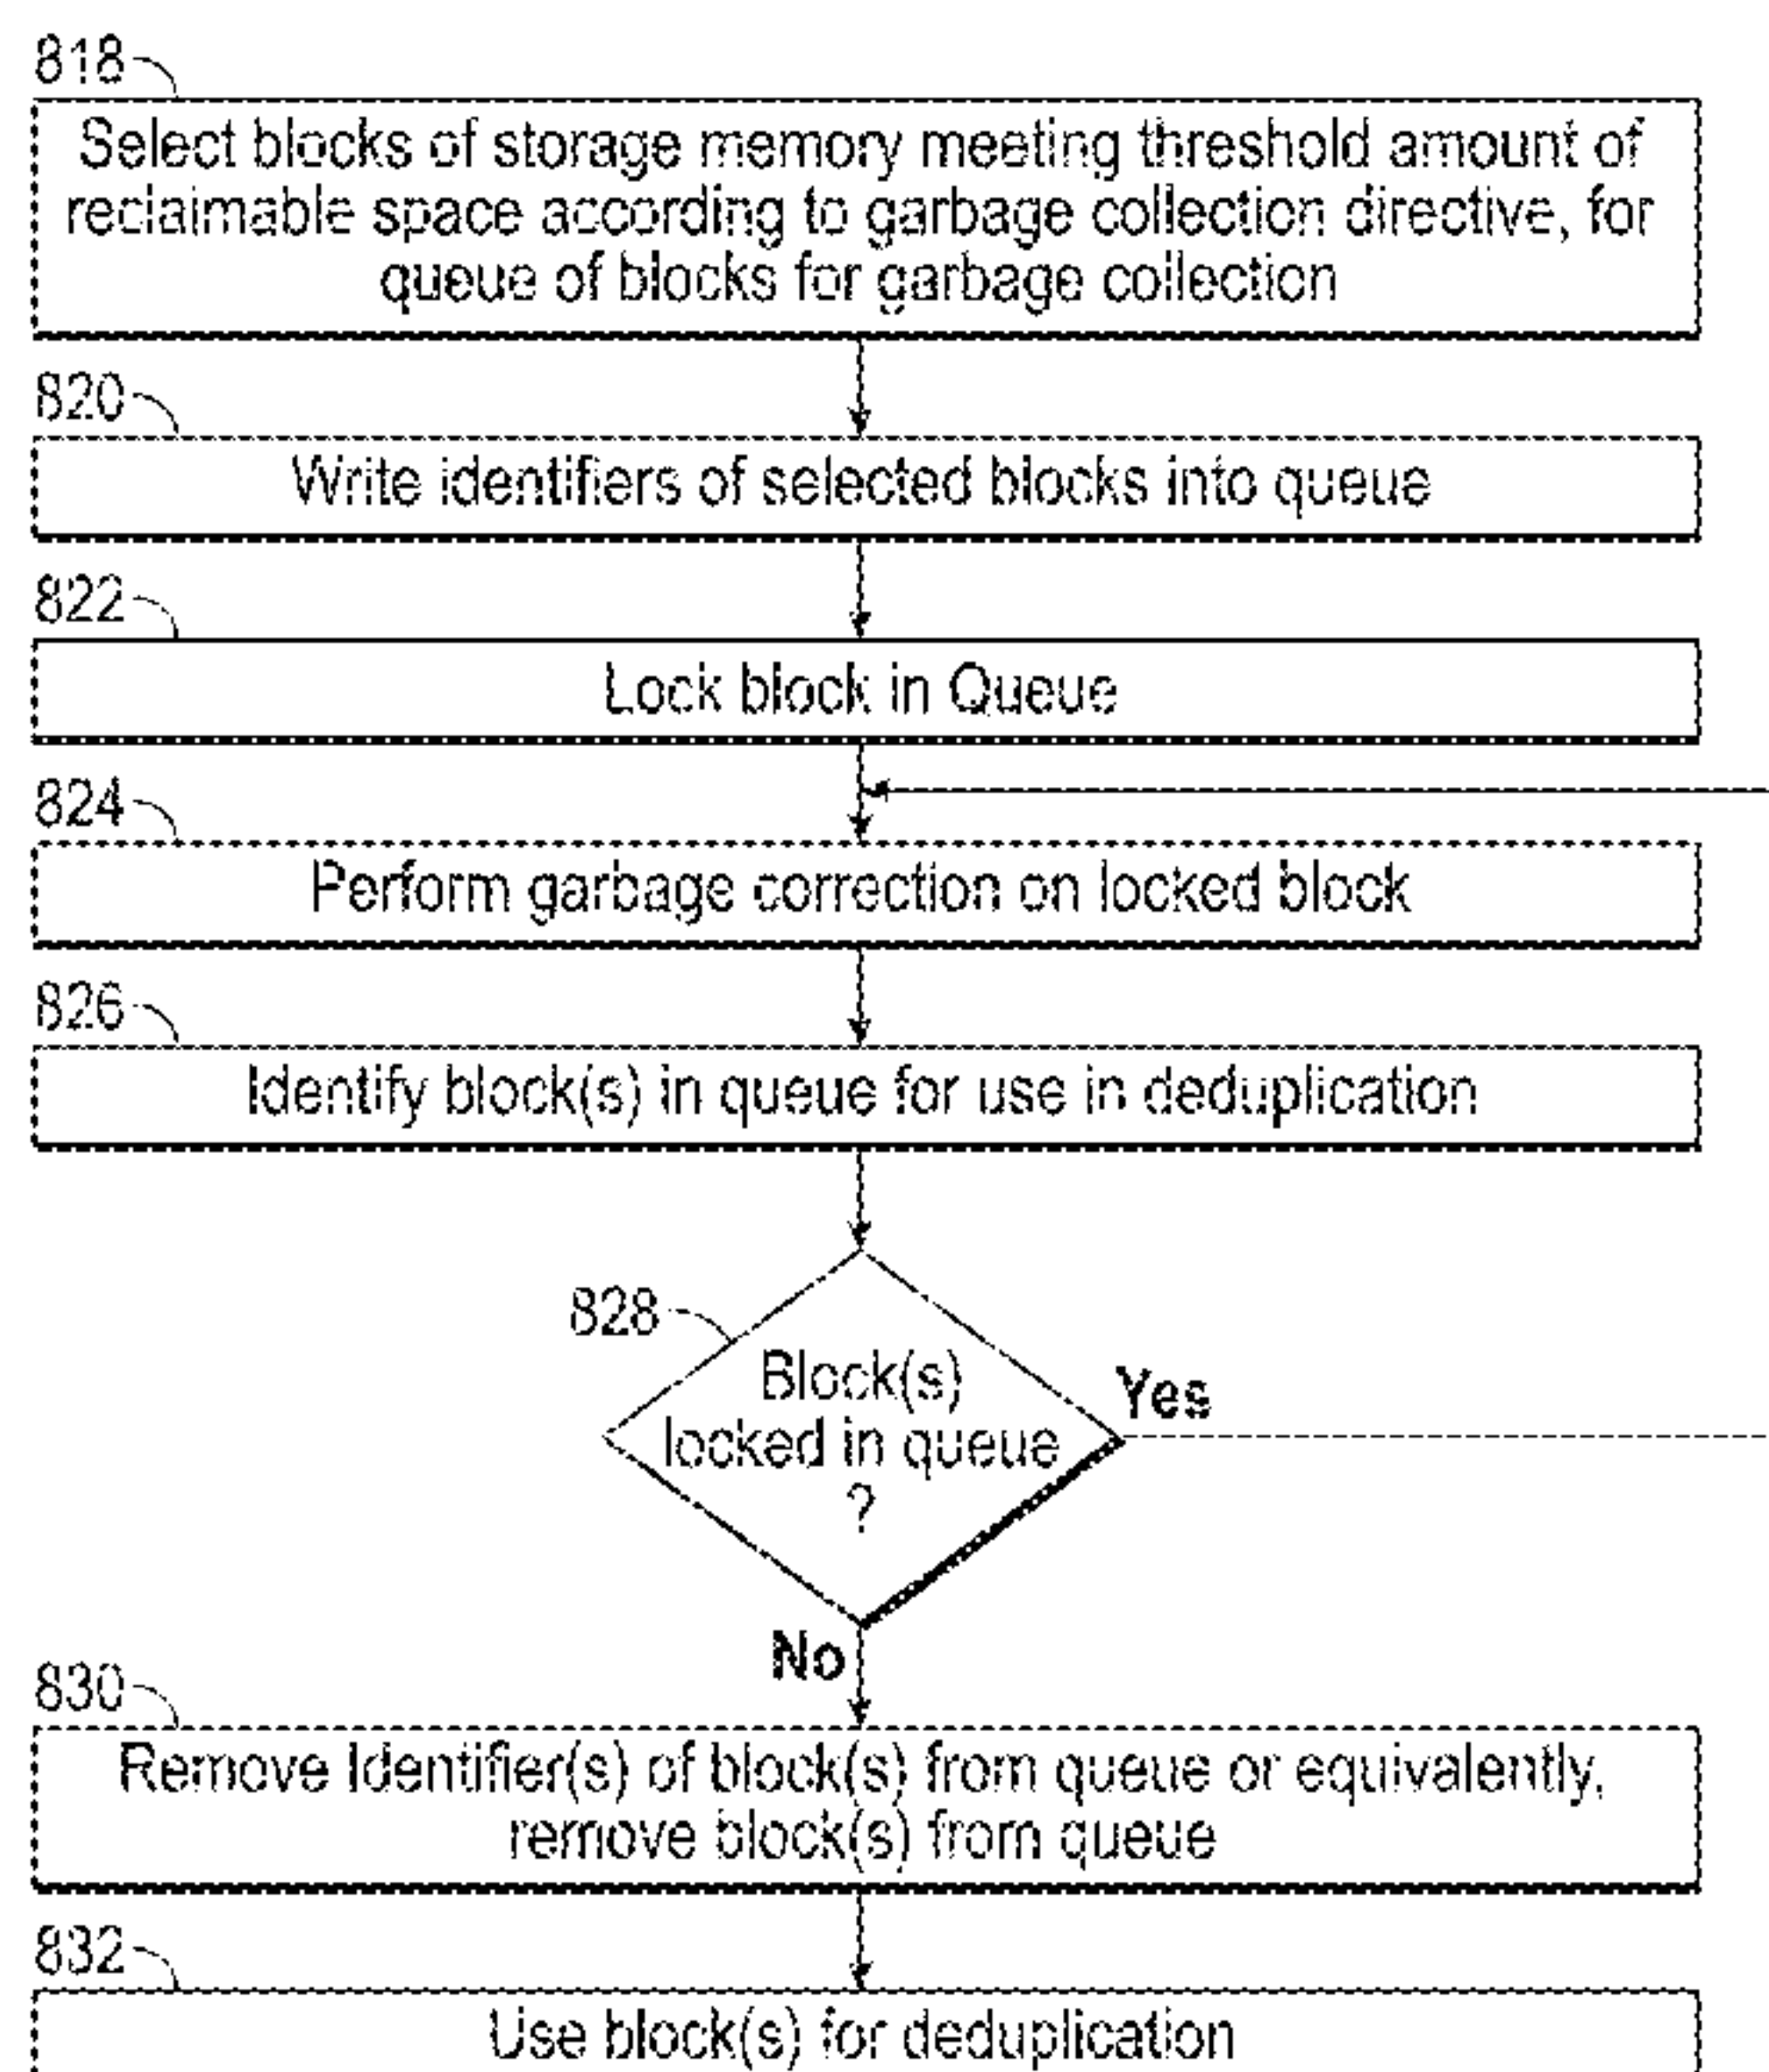 818
Select blocks of storage memory meeting threshold amount of
reclaimable space according to garbage collection directive, for
queue of blocks for garbage collection
820
Write identifiers of selected blocks into queue
822
Lock block in Queue
824
Perform garbage correction on locked block
826
Identify block(s) in queue for use in deduplication
828
Block(s)
locked in queue
?
Yes
No
830
Remove Identifier(s) of block(s) from queue or equivalently,
remove block(s) from queue
832
Use block(s) for deduplication